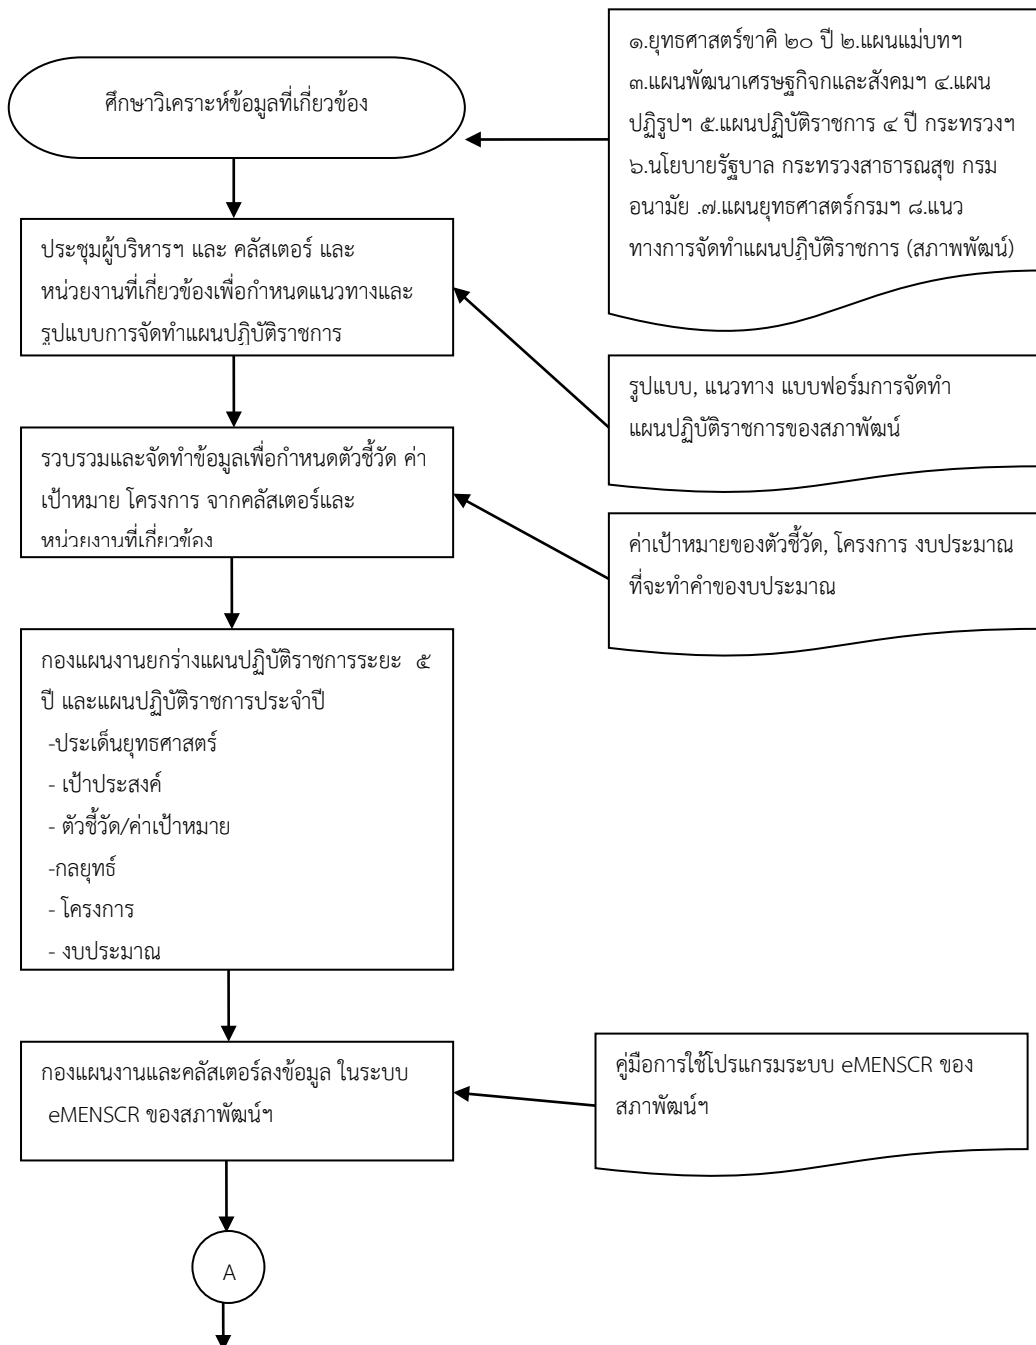 ศึกษาวิเคราะห์ข้อมูลที่เกี่ยวข้อง
๑.ยุทธศาสตร์ขาคิ ๒๐ ปี ๒.แผนแม่บทฯ
๓.แผนพัฒนาเศรษฐกิจกและสังคมฯ ๔.แผน
ปฏิรูปฯ ๕.แผนปฏิบัติราชการ ๔ ปี กระทรวงฯ
๖.นโยบายรัฐบาล กระทรวงสาธารณสุข กรม
อนามัย .๗.แผนยุทธศาสตร์กรมฯ ๘.แนว
ทางการจัดทำแผนปฏิบัติราชการ (สภาพพัฒน์)
ประชุมผู้บริหารฯ และ คลัสเตอร์ และ
หน่วยงานที่เกี่ยวข้องเพื่อกำหนดแนวทางและ
รูปแบบการจัดทำแผนปฏิบัติราชการ
รูปแบบ, แนวทาง แบบฟอร์มการจัดทำ
แผนปฏิบัติราชการของสภาพัฒน์
รวบรวมและจัดทำข้อมูลเพื่อกำหนดตัวชี้วัด ค่า
เป้าหมาย โครงการ จากคลัสเตอร์และ
หน่วยงานที่เกี่ยวข้อง
ค่าเป้าหมายของตัวชี้วัด, โครงการ งบประมาณ
ที่จะทำคำของบประมาณ
กองแผนงานยกร่างแผนปฏิบัติราชการระยะ ๕
ปี และแผนปฏิบัติราชการประจำปี
-ประเด็นยุทธศาสตร์
- เป้าประสงค์
- ตัวชี้วัด/ค่าเป้าหมาย
-กลยุทธ์
- โครงการ
- งบประมาณ
กองแผนงานและคลัสเตอร์ลงข้อมูล ในระบบ
eMENSCR ของสภาพัฒน์ฯ
คู่มือการใช้โปรแกรมระบบ eMENSCR ของ
สภาพัฒน์ฯ
A